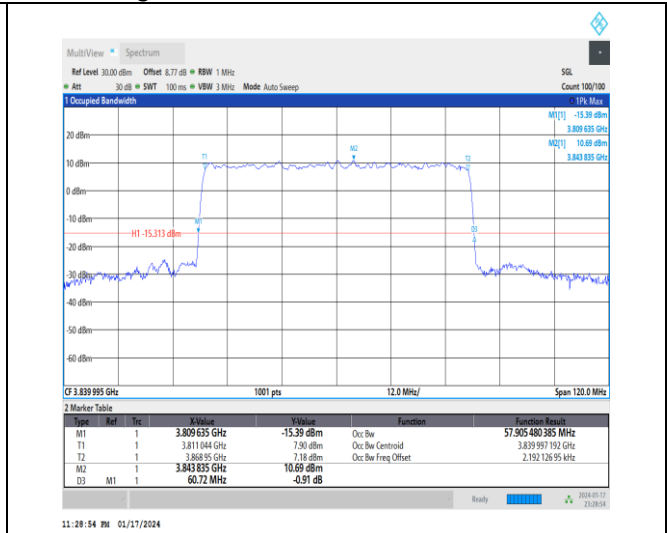 MultiView Spectrum
Ref Level 30.00 dBm Offset 8.77 dB RBW 1 MHz SGL
Att 30 dB SWT 100 ms VBW 3 MHz Mode Auto Sweep Count 100/100
1 Occupied Bandwidth 1Pk Max
M1[1] -15.39 dBm
3.809 635 GHz
M2[1] 10.69 dBm
3.843 835 GHz
20 dBm
M2
T1 T2
10 dBm
0 dBm
-10 dBm
M1
H1 -15.313 dBm D3
-20 dBm
-30 dBm
-40 dBm
-50 dBm
-60 dBm
CF 3.839 995 GHz 1001 pts 12.0 MHz/ Span 120.0 MHz
2 Marker Table
Type Ref Trc X-Value Y-Value Function Function Result
M1 1 3.809 635 GHz -15.39 dBm Occ Bw 57.905 480 385 MHz
T1 1 3.811 044 GHz 7.90 dBm Occ Bw Centroid 3.839 997 192 GHz
T2 1 3.868 95 GHz 7.18 dBm Occ Bw Freq Offset 2.192 126 95 kHz
M2 1 3.843 835 GHz 10.69 dBm
D3 M1 1 60.72 MHz -0.91 dB
Ready 2024-01-17
23:28:54
11:28:54 PM 01/17/2024